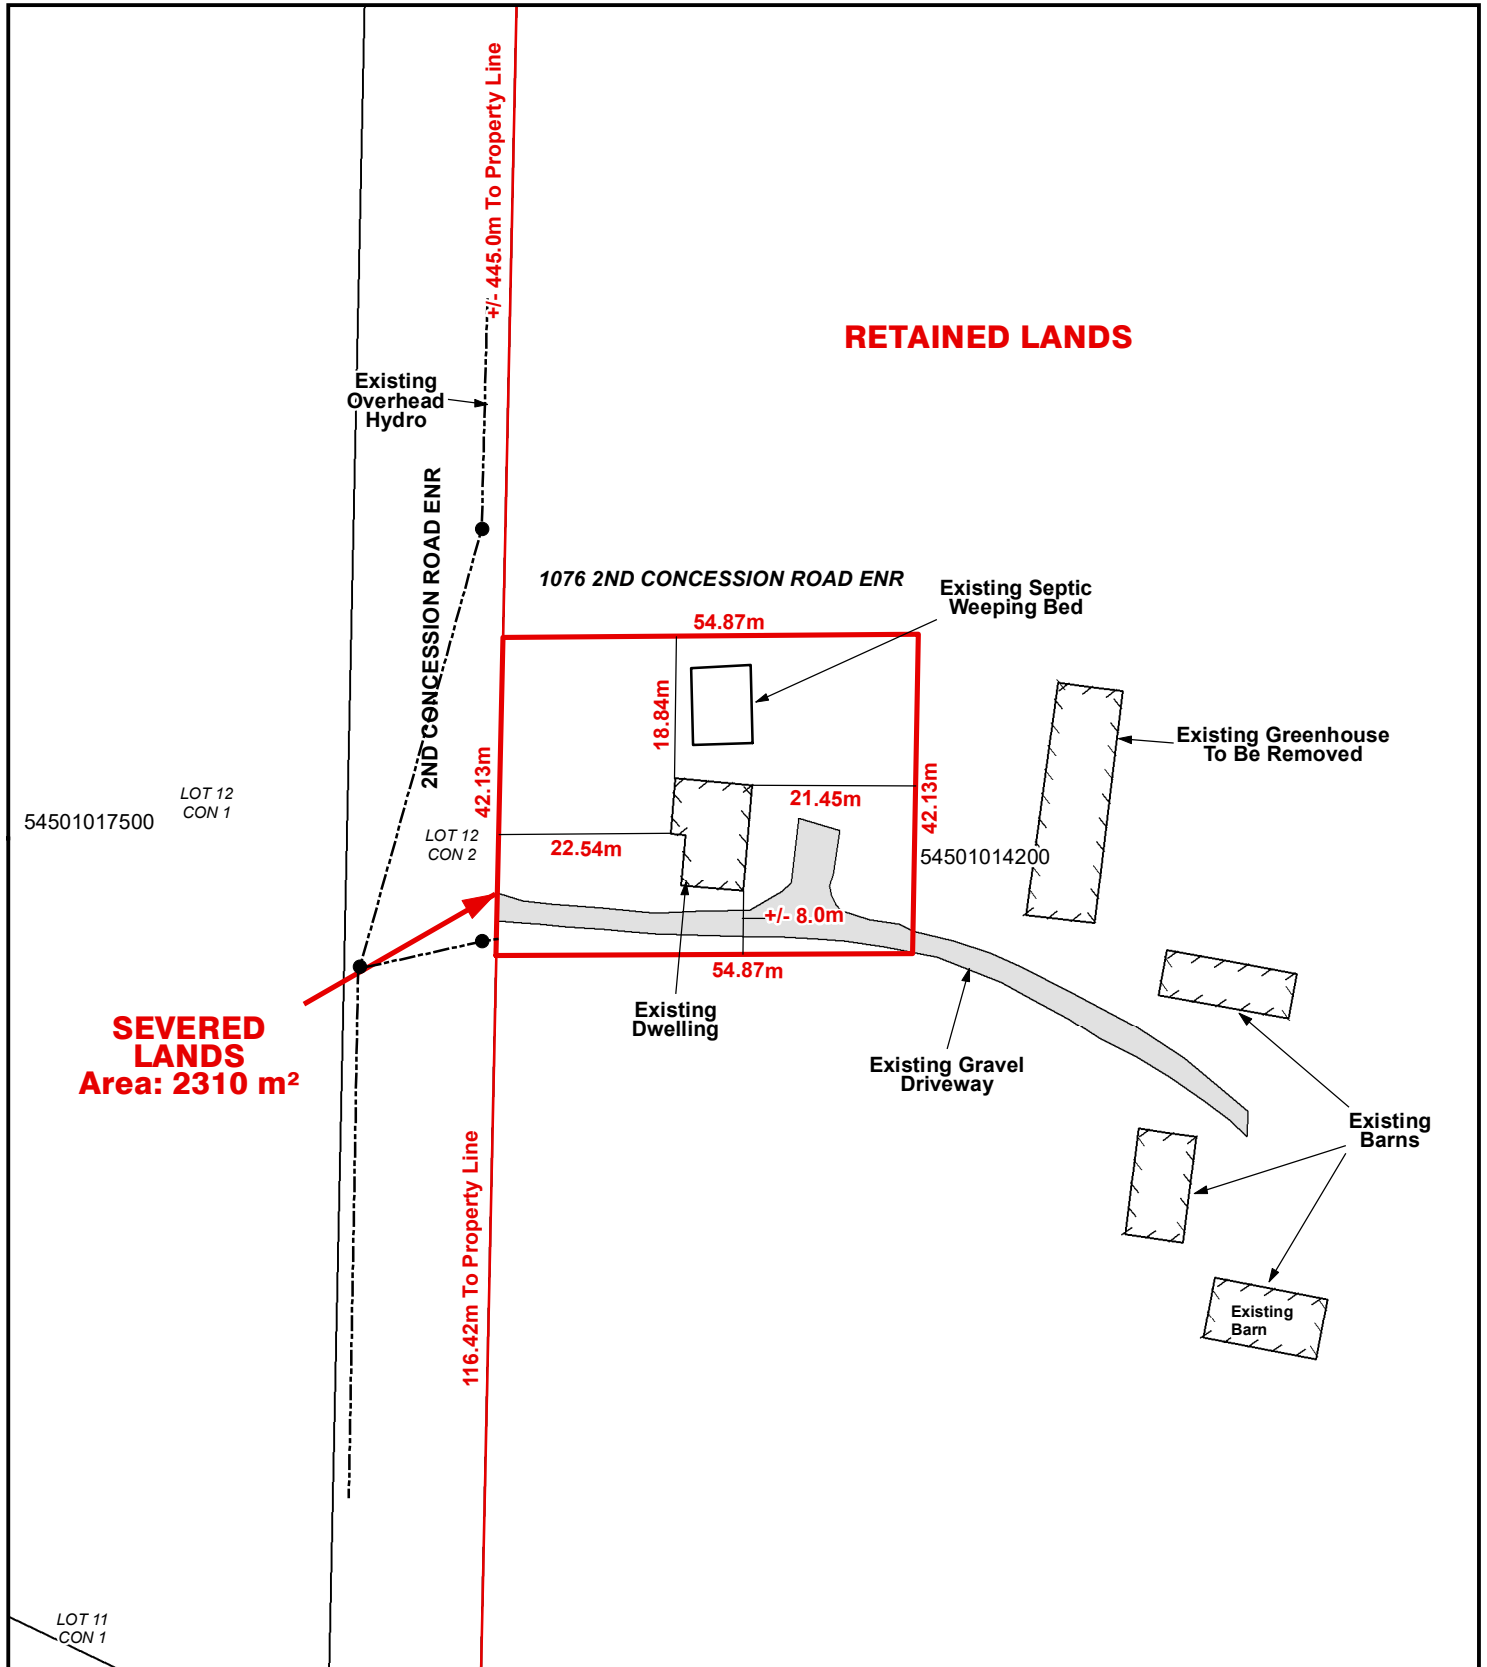 +/- 445.0m To Property Line
RETAINED LANDS
Existing
Overhead
Hydro
2ND CONCESSION ROAD ENR
1076 2ND CONCESSION ROAD ENR
Existing Septic
Weeping Bed
54.87m
18.84m
Existing Greenhouse
To Be Removed
42.13m
21.45m
42.13m
LOT 12
CON 1
54501017500
LOT 12
CON 2
22.54m
54501014200
+/- 8.0m
54.87m
Existing
Dwelling
SEVERED
LANDS
Area: 2310 m²
Existing Gravel
Driveway
Existing
Barns
116.42m To Property Line
Existing
Barn
LOT 11
CON 1